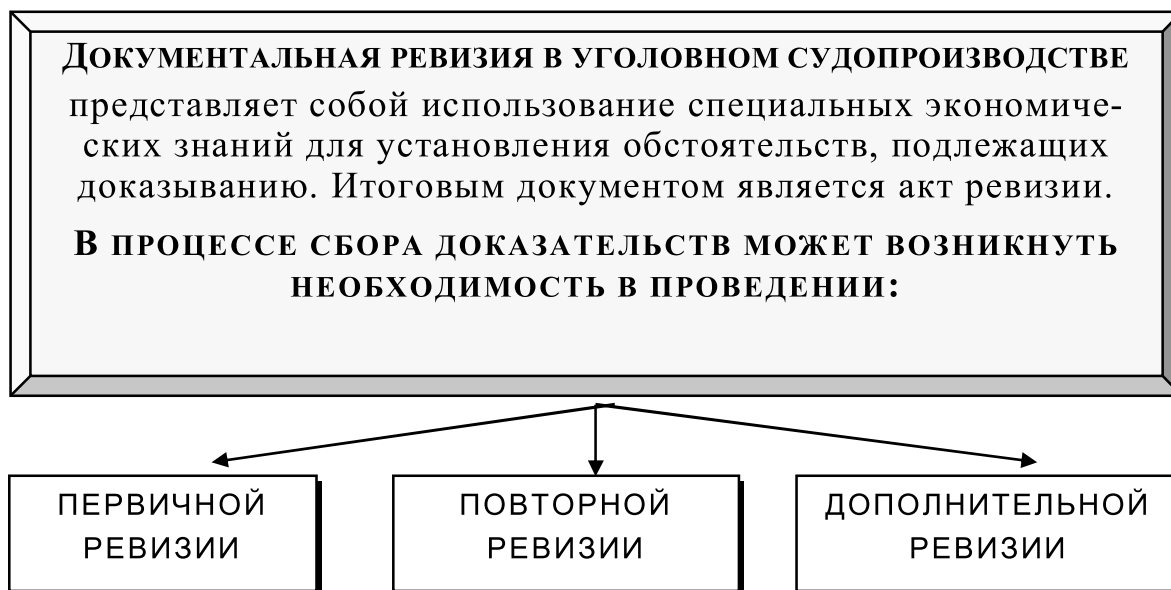 ДОКУМЕНТАЛЬНАЯ РЕВИЗИЯ В УГОЛОВНОМ СУДОПРОИЗВОДСТВЕ
представляет собой использование специальных экономиче-
ских знаний для установления обстоятельств, подлежащих
доказыванию. Итоговым документом является акт ревизии.
В ПРОЦЕССЕ СБОРА ДОКАЗАТЕЛЬСТВ МОЖЕТ ВОЗНИКНУТЬ
НЕОБХОДИМОСТЬ В ПРОВЕДЕНИИ:
ПЕРВИЧНОЙ
РЕВИЗИИ
ПОВТОРНОЙ
РЕВИЗИИ
ДОПОЛНИТЕЛЬНОЙ
РЕВИЗИИ